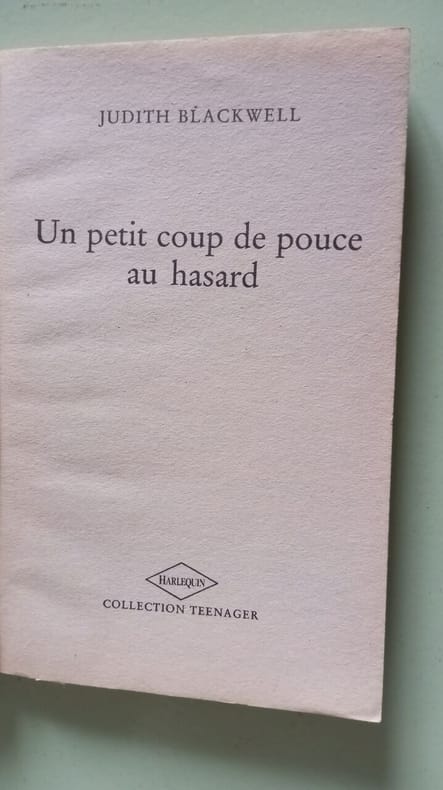 JUDITH BLACKWELL
Un petit coup de pouce
au hasard
HARLEQUIN
COLLECTION TEENAGER